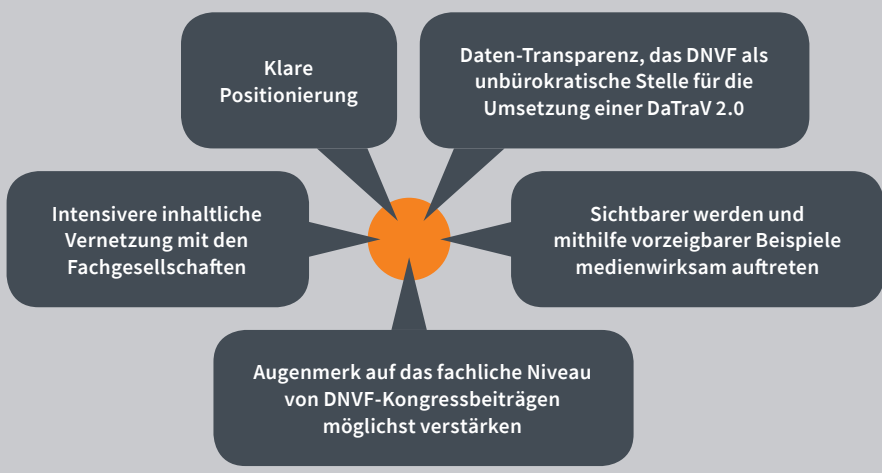 Klare
Positionierung
Daten-Transparenz, das DNVF als
unbürokratische Stelle für die
Umsetzung einer DaTraV 2.0
Intensivere inhaltliche
Vernetzung mit den
Fachgesellschaften
Sichtbarer werden und
mithilfe vorzeigbarer Beispiele
medienwirksam auftreten
Augenmerk auf das fachliche Niveau
von DNVF-Kongressbeiträgen
möglichst verstärken